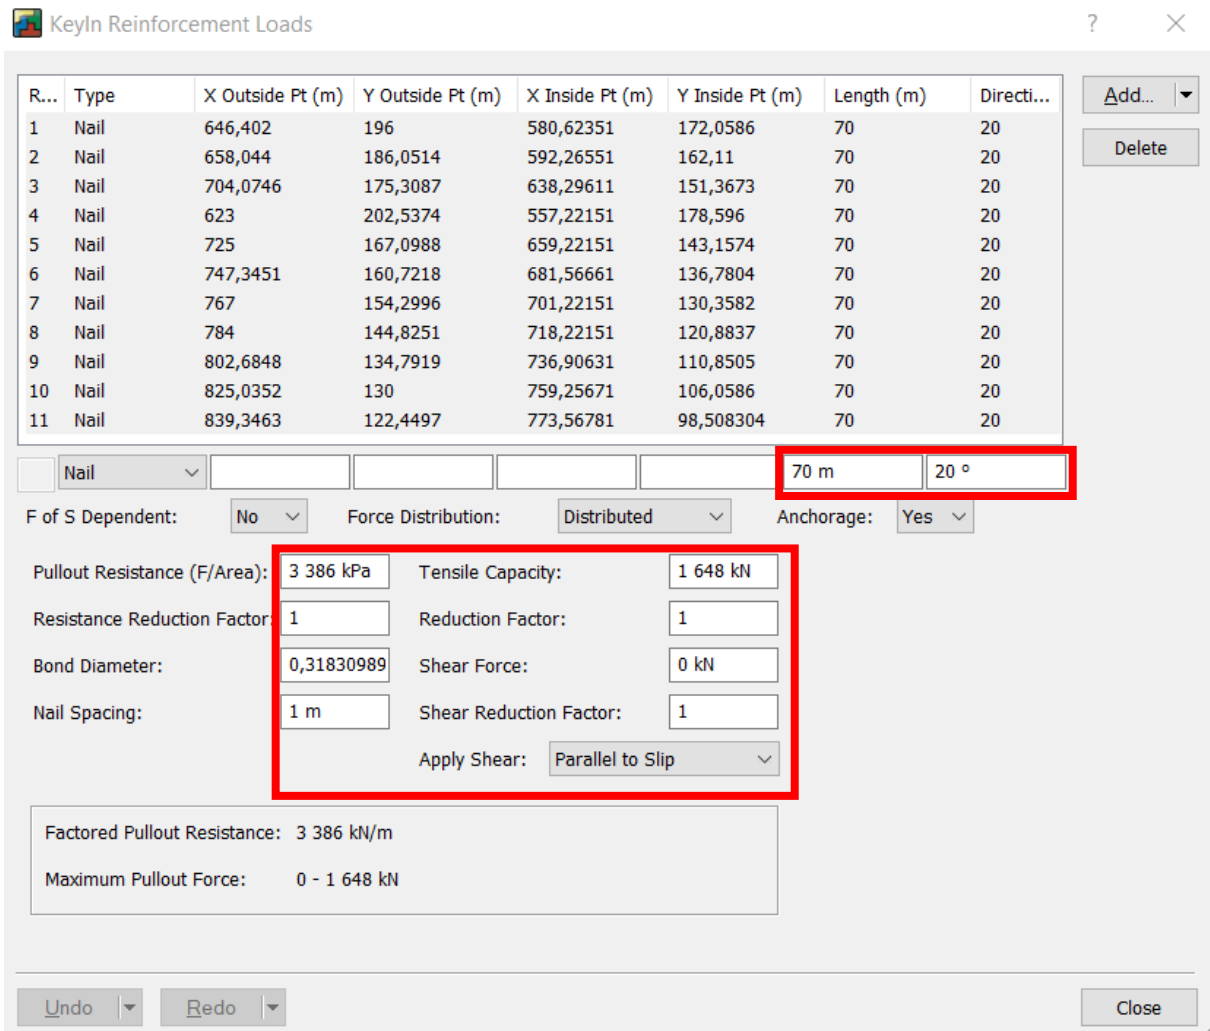 KeyIn Reinforcement Loads ?
R... Type X Outside Pt (m) Y Outside Pt (m) X Inside Pt (m) Y Inside Pt (m) Length (m) Directi... Add...
1 Nail 646,402 196 580,62351 172,0586 70 20
2 Nail 658,044 186,0514 592,26551 162,11 70 20 Delete
3 Nail 704,0746 175,3087 638,29611 151,3673 70 20
4 Nail 623 202,5374 557,22151 178,596 70 20
5 Nail 725 167,0988 659,22151 143,1574 70 20
6 Nail 747,3451 160,7218 681,56661 136,7804 70 20
7 Nail 767 154,2996 701,22151 130,3582 70 20
8 Nail 784 144,8251 718,22151 120,8837 70 20
9 Nail 802,6848 134,7919 736,90631 110,8505 70 20
10 Nail 825,0352 130 759,25671 106,0586 70 20
11 Nail 839,3463 122,4497 773,56781 98,508304 70 20
Nail 70 m 20 º
F of S Dependent: No Force Distribution: Distributed Anchorage: Yes
Pullout Resistance (F/Area): 3 386 kPa Tensile Capacity: 1 648 kN
Resistance Reduction Factor: 1 Reduction Factor: 1
Bond Diameter: 0,31830989 Shear Force: 0 kN
Nail Spacing: 1 m Shear Reduction Factor: 1
Apply Shear: Parallel to Slip
Factored Pullout Resistance: 3 386 kN/m
Maximum Pullout Force: 0 - 1 648 kN
Undo Redo Close